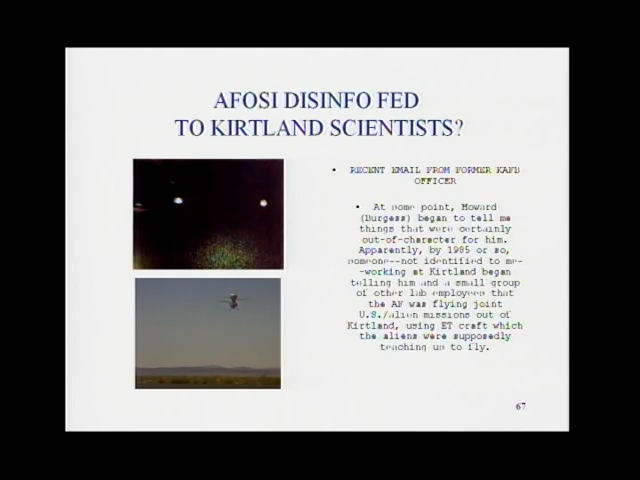 AFOSI DISINFO FED
TO KIRTLAND SCIENTISTS?
• RECENT EMAIL FROM FORMER KAFB
OFFICER
• At some point, Howard
(Burgess) began to tell me
things that were certainly
out-of-character for him.
Apparently, by 1985 or so,
someone--not identified to me-
-working at Kirtland began
telling him and a small group
of other lab employees that
the AF was flying joint
U.S./alien missions out of
Kirtland, using ET craft which
the aliens were supposedly
teaching us to fly.
67